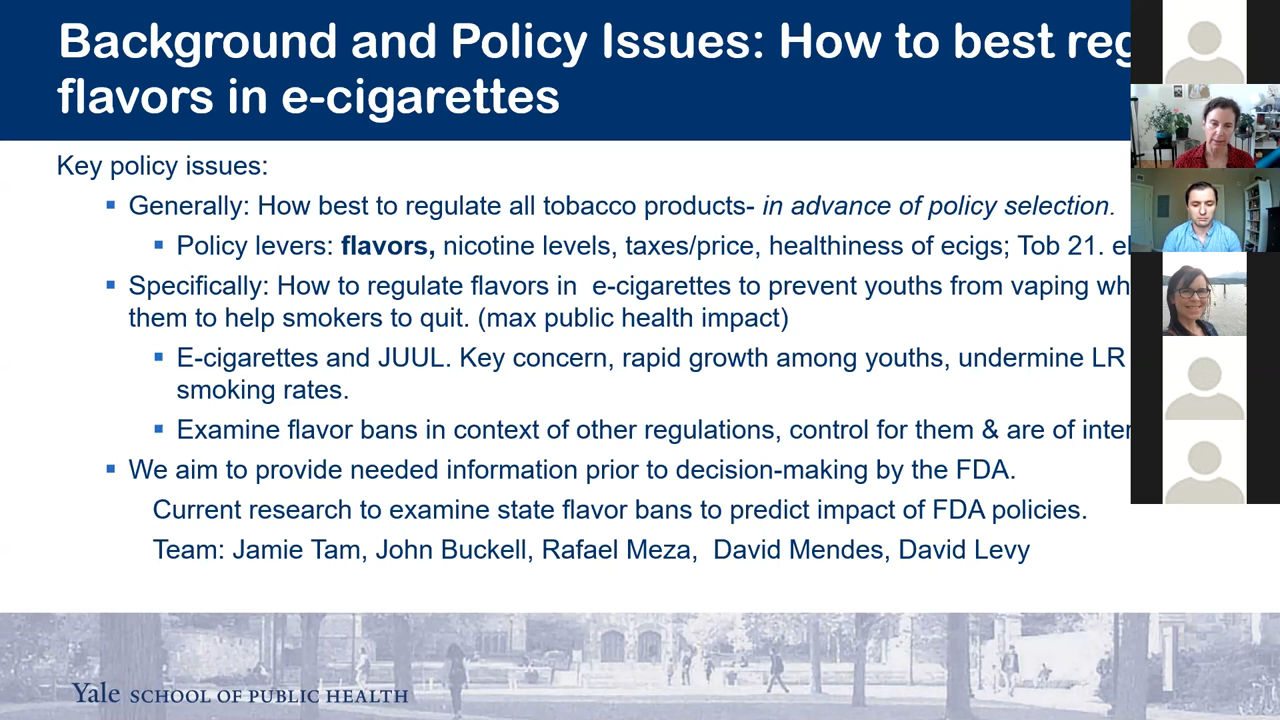 Background and Policy Issues: How to best reg
flavors in e-cigarettes
Key policy issues:
Generally: How best to regulate all tobacco products- in advance of policy selection.
Policy levers: flavors, nicotine levels, taxes/price, healthiness of ecigs; Tob 21.
Specifically: How to regulate flavors in e-cigarettes to prevent youths from vaping wh
them to help smokers to quit. (max public health impact)
E-cigarettes and JUUL. Key concern, rapid growth among youths, undermine LR
smoking rates.
Examine flavor bans in context of other regulations, control for them & are of inter
We aim to provide needed information prior to decision-making by the FDA.
Current research to examine state flavor bans to predict impact of FDA policies.
Team: Jamie Tam, John Buckell, Rafael Meza, David Mendes, David Levy
Yale SCHOOL OF PUBLIC HEALTH